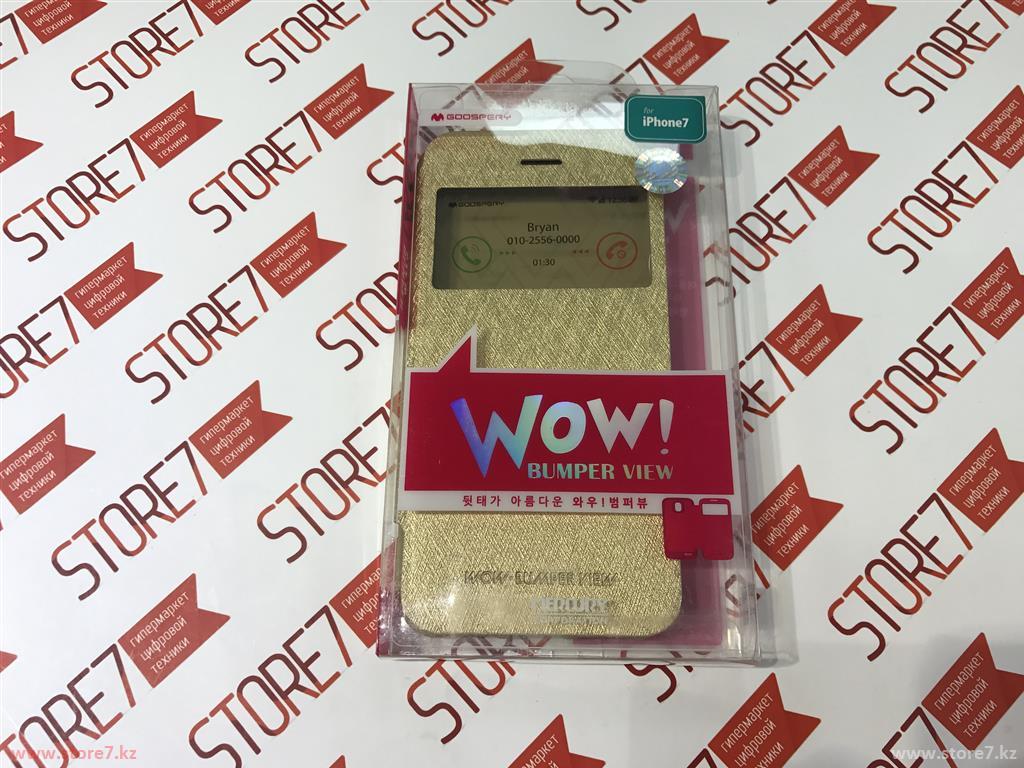 GOOSPERY
for
iPhone7
GOOSPERY
Bryan
010-2556-0000
01:30
WOW!
BUMPER VIEW
뒷태가 아름다운 와우!범퍼뷰
WOW BUMPER VIEW
MERCURY
STORE7
гипермаркет
цифровой
техники
www.store7.kz
www.store7.kz